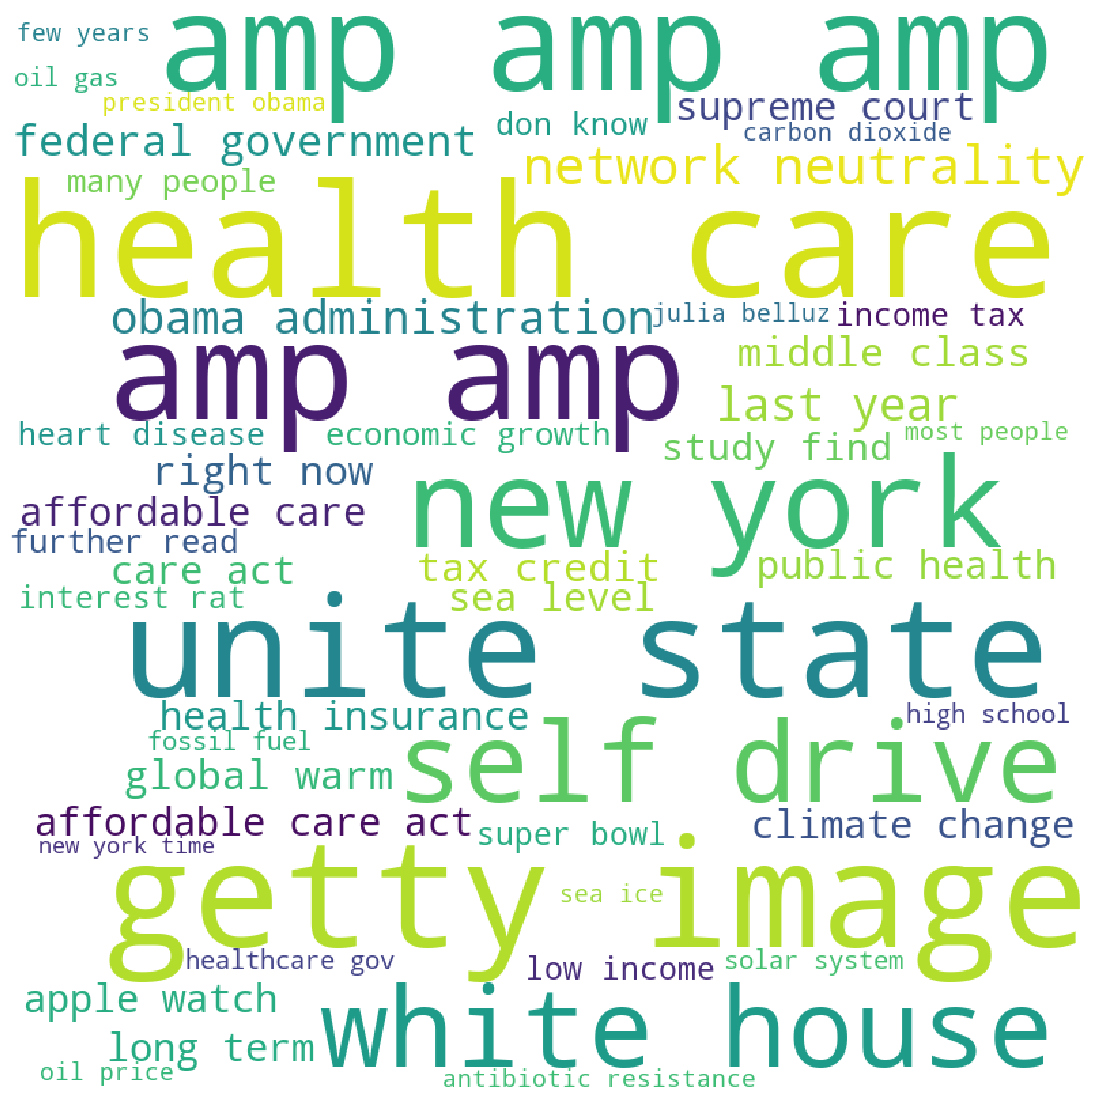 few years
amp amp amp
oil gas
president obama
supreme court
don know
carbon dioxide
federal government
network neutrality
many people
health care
obama administration
julia belluz
income tax
amp amp
middle class
last year
heart disease
economic growth
study find
most people
right now
new york
affordable care
further read
care act
tax credit
public health
interest rat
sea level
unite state
health insurance
high school
fossil fuel
self drive
global warm
affordable care act
super bowl
climate change
new york time
getty image
sea ice
healthcare gov
low income
solar system
apple watch
white house
long term
oil price
antibiotic resistance